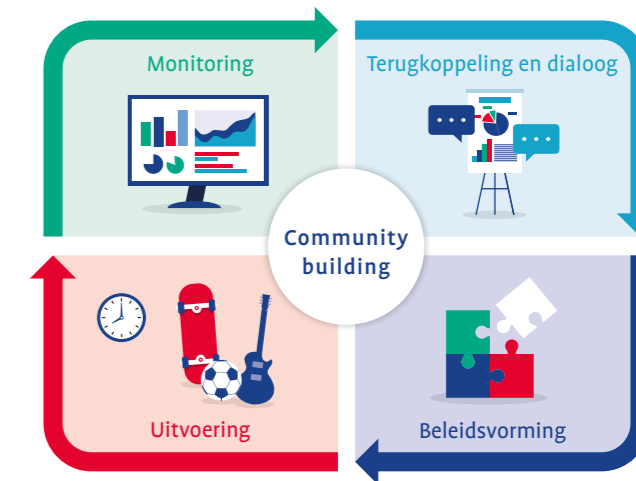 Monitoring
Terugkoppeling en dialoog
Community
building
Uitvoering
Beleidsvorming